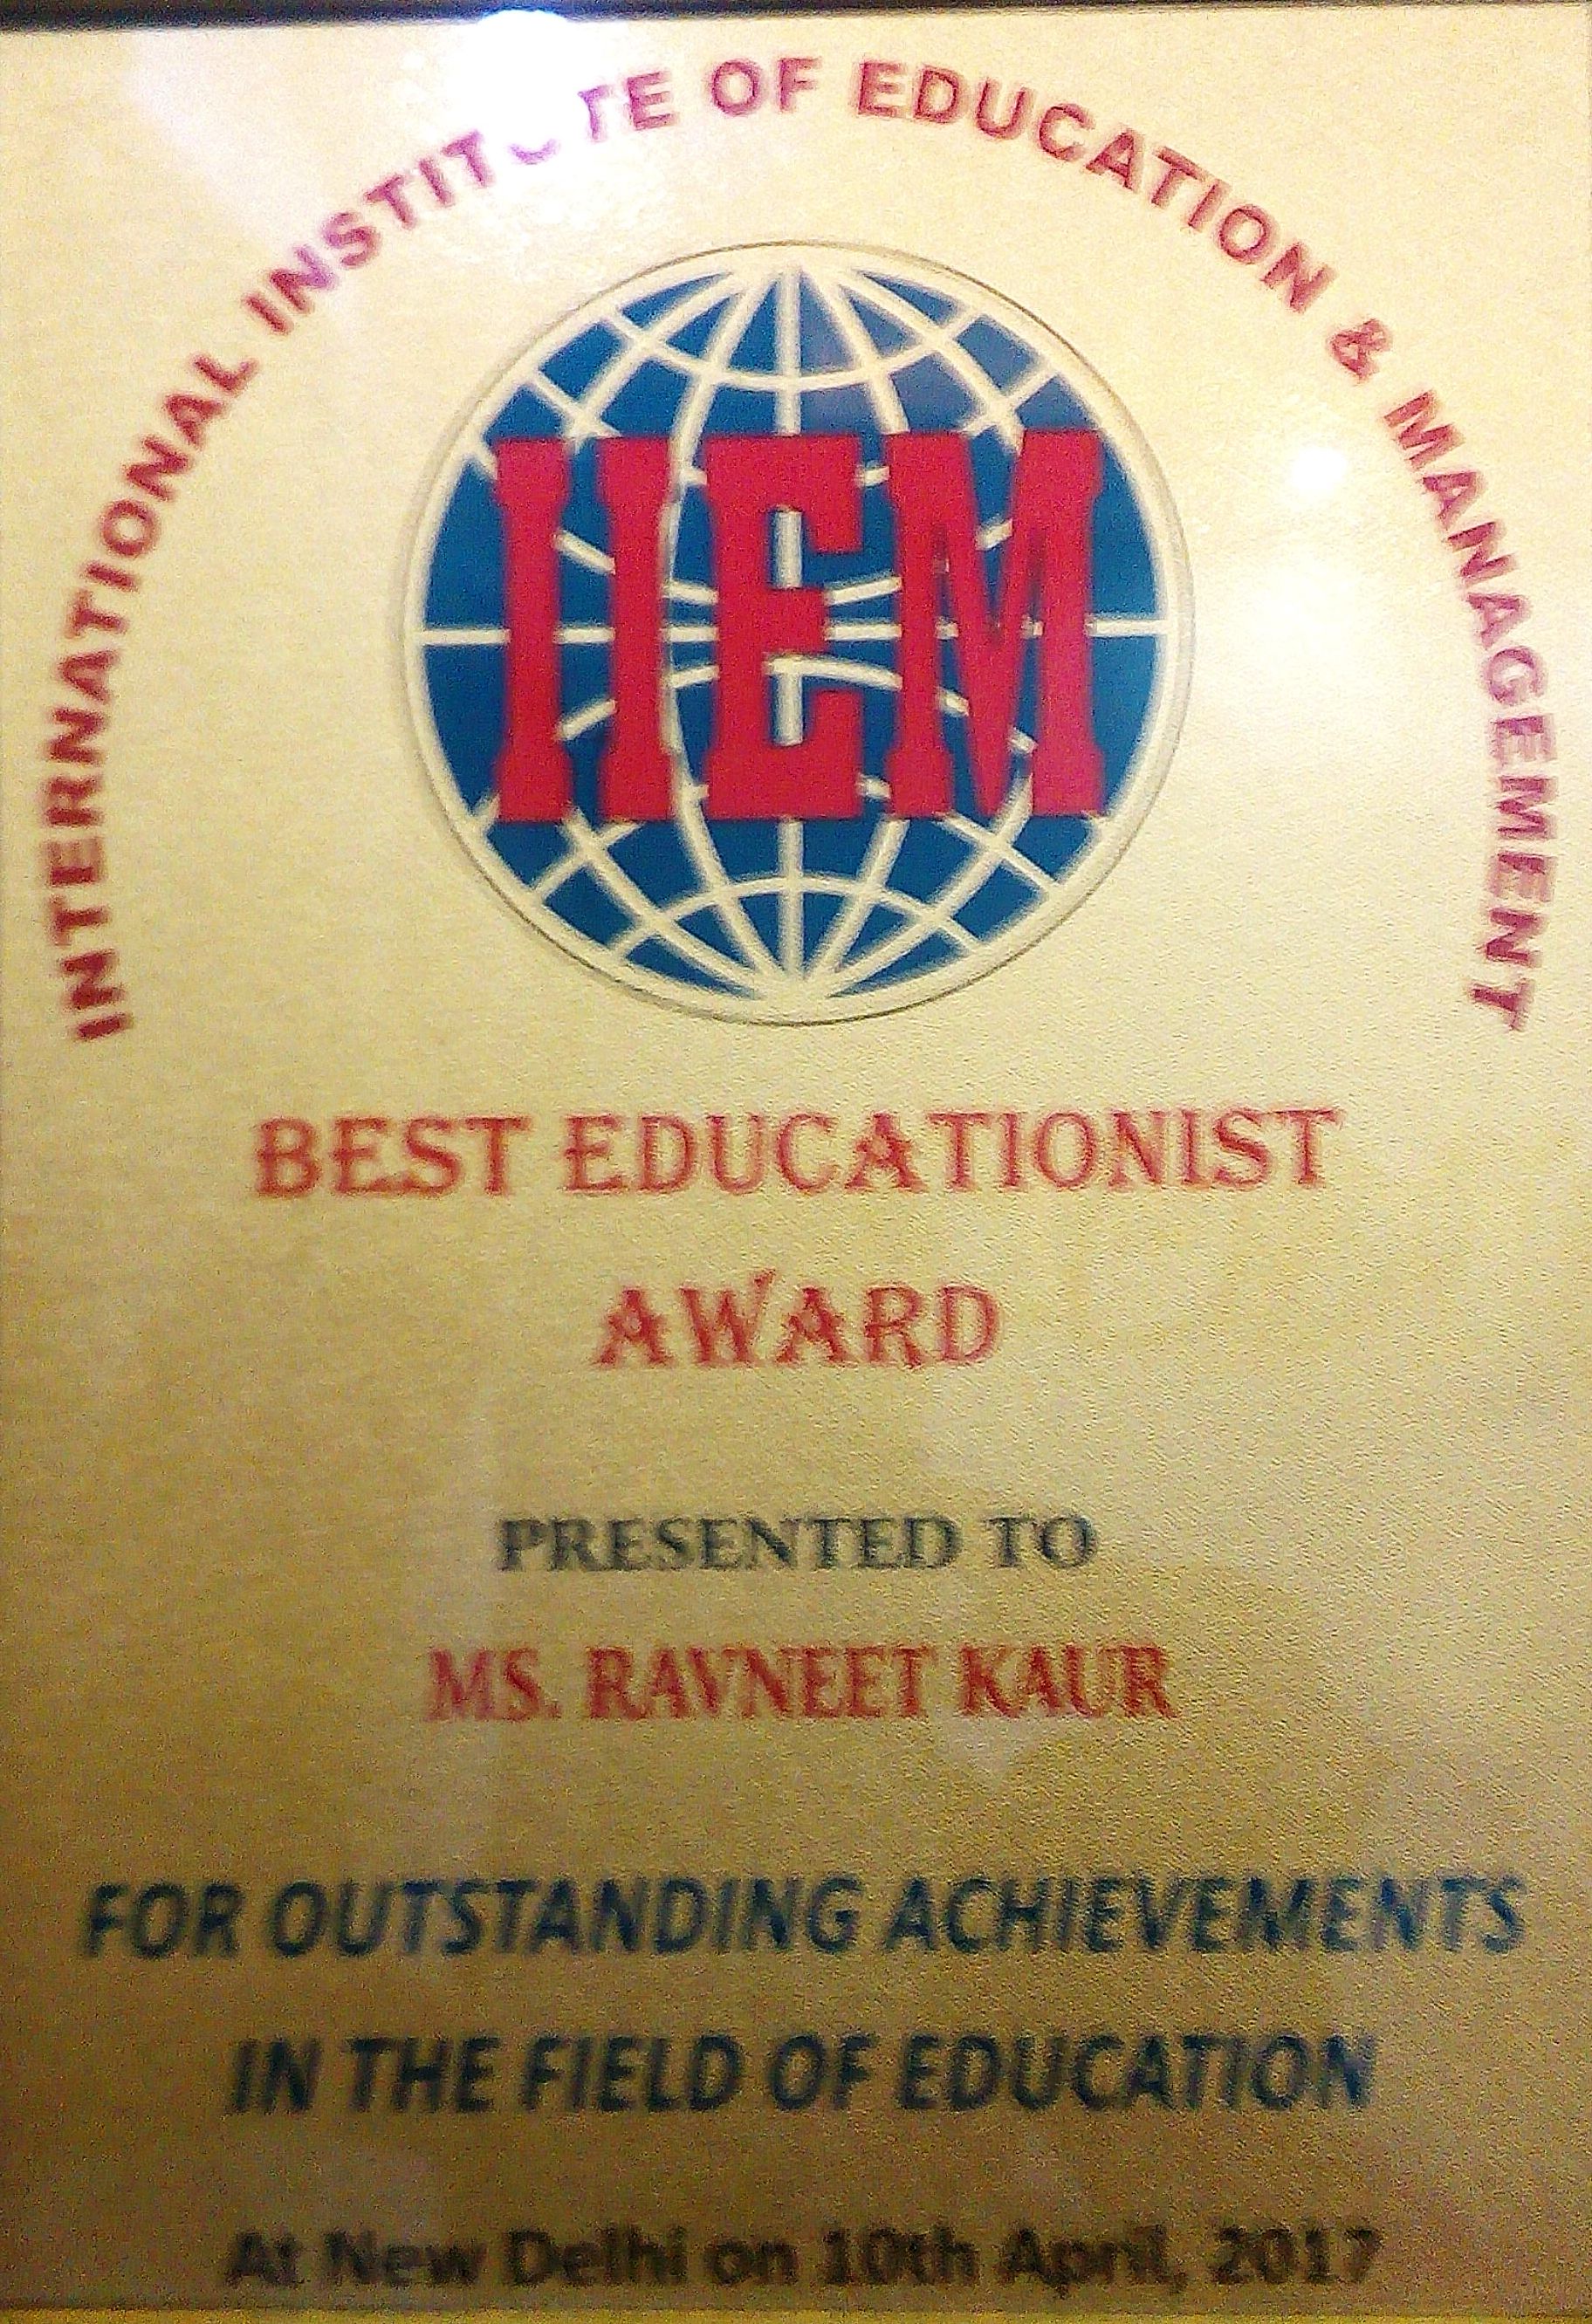 INTERNATIONAL INSTITUTE OF EDUCATION & MANAGEMENT
IIEM
BEST EDUCATIONIST
AWARD
PRESENTED TO
MS. RAVNEET KAUR
FOR OUTSTANDING ACHIEVEMENTS
IN THE FIELD OF EDUCATION
At New Delhi on 10th April, 2017